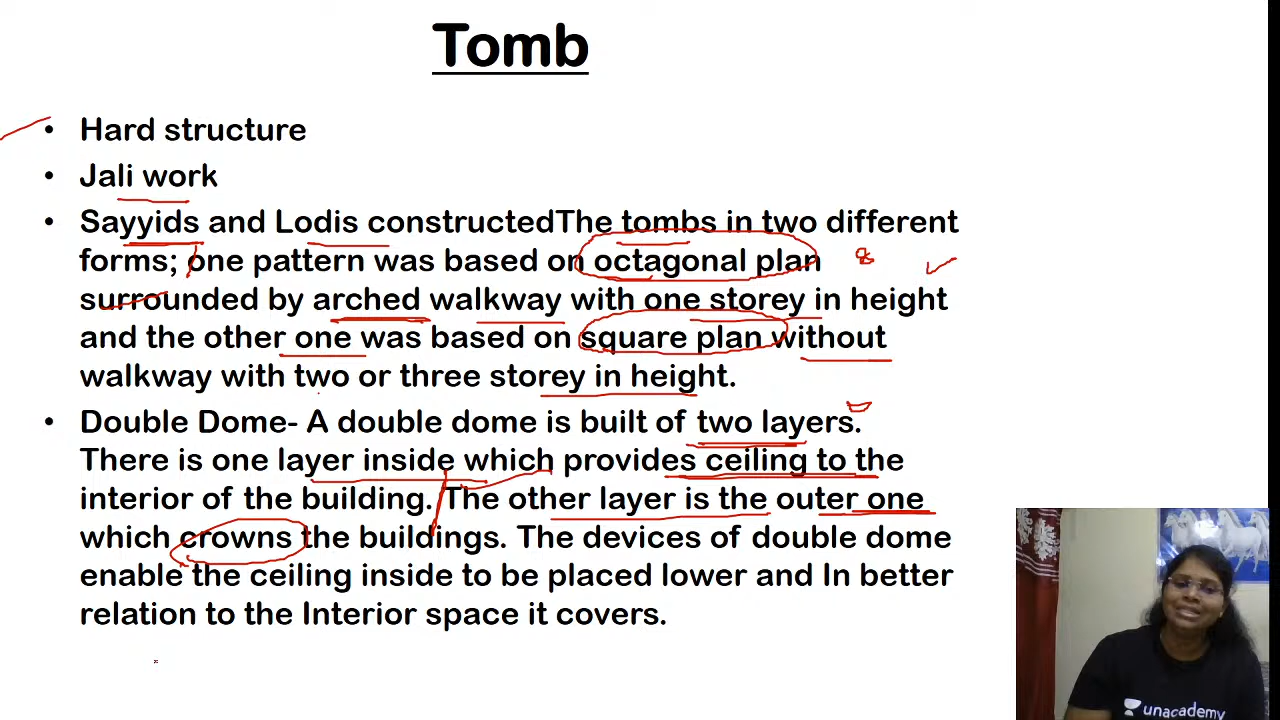 Tomb
• Hard structure
• Jali work
• Sayyids and Lodis constructedThe tombs in two different
forms; one pattern was based on octagonal plan 8
surrounded by arched walkway with one storey in height
and the other one was based on square plan without
walkway with two or three storey in height.
• Double Dome- A double dome is built of two layers.
There is one layer inside which provides ceiling to the
interior of the building. The other layer is the outer one
which crowns the buildings. The devices of double dome
enable the ceiling inside to be placed lower and In better
relation to the Interior space it covers.
unacademy